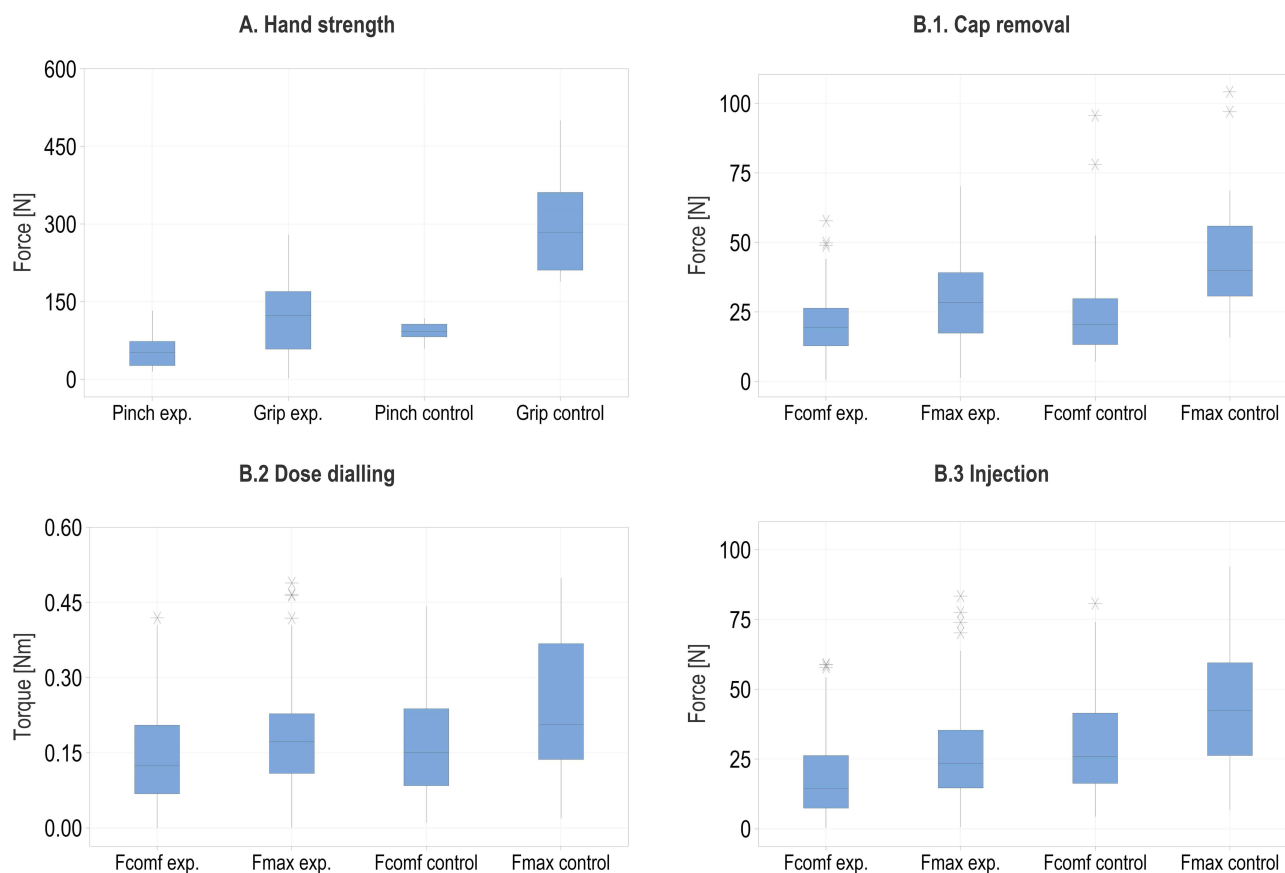 A. Hand strength
600
450
300
150
0
Force [N]
Pinch exp. Grip exp. Pinch control Grip control
B.1. Cap removal
100
75
50
25
0
Force [N]
Fcomf exp. Fmax exp. Fcomf control Fmax control
B.2 Dose dialling
0.60
0.45
0.30
0.15
0.00
Torque [Nm]
Fcomf exp. Fmax exp. Fcomf control Fmax control
B.3 Injection
100
75
50
25
0
Force [N]
Fcomf exp. Fmax exp. Fcomf control Fmax control